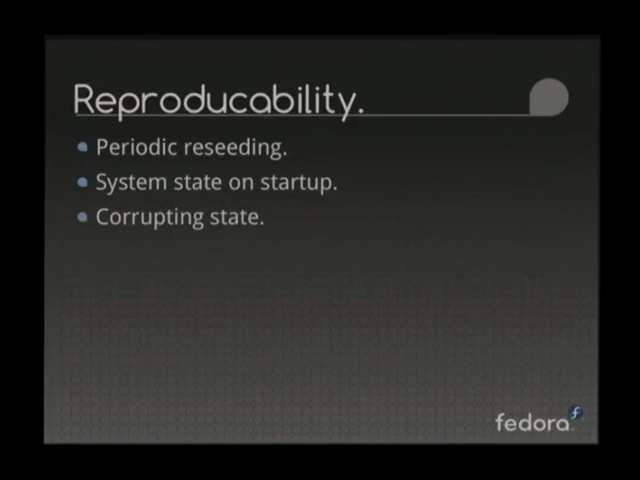 Reproducability.
Periodic reseeding.
System state on startup.
Corrupting state.
fedora